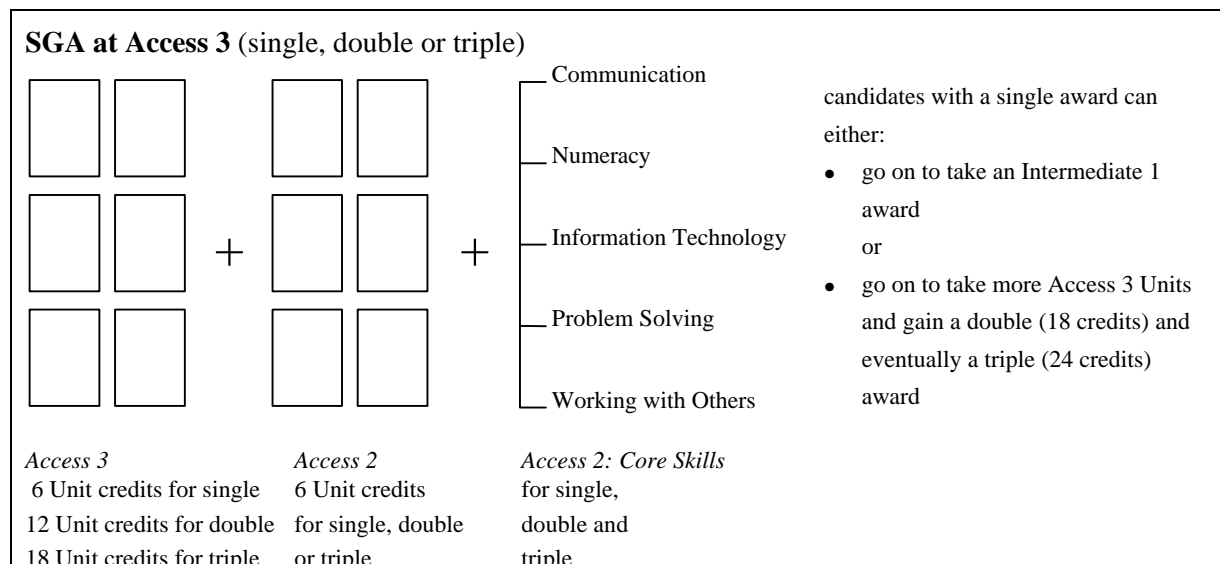 SGA at Access 3 (single, double or triple)
Communication
Numeracy
Information Technology
Problem Solving
Working with Others
candidates with a single award can
either:
• go on to take an Intermediate 1
award
or
• go on to take more Access 3 Units
and gain a double (18 credits) and
eventually a triple (24 credits)
award
+
+
Access 3
6 Unit credits for single
12 Unit credits for double
18 Unit credits for triple
Access 2
6 Unit credits
for single, double
or triple
Access 2: Core Skills
for single,
double and
triple